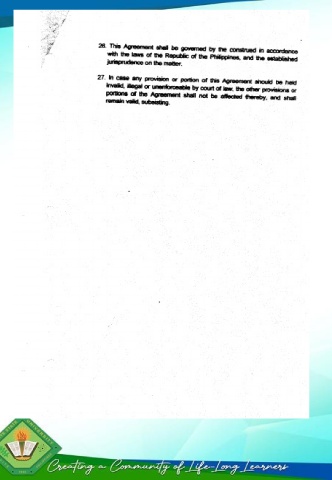 26. This Agreement shall be governed by the construed in accordance
with the laws of the Republic of the Philippines, and the established
jurisprudence on the matter.
27. In case any provision or portion of this Agreement should be held
invalid, illegal or unenforceable by court of law, the other provisions or
portions of the Agreement shall not be affected thereby, and shall
remain valid, subsisting.
Creating a Community of Life-Long Learners